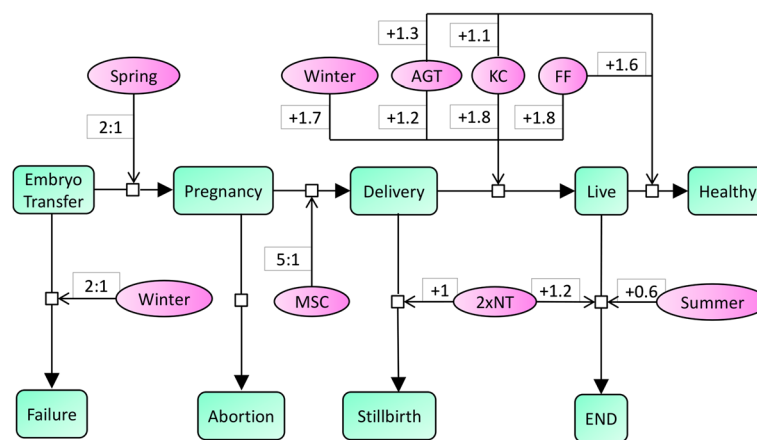 +1.3
+1.1
Spring
Winter
AGT
KC
FF
+1.6
2:1
+1.7
+1.2
+1.8
+1.8
Embryo
Transfer
Pregnancy
Delivery
Live
Healthy
2:1
Winter
5:1
MSC
+1
2xNT
+1.2
+0.6
Summer
Failure
Abortion
Stillbirth
END